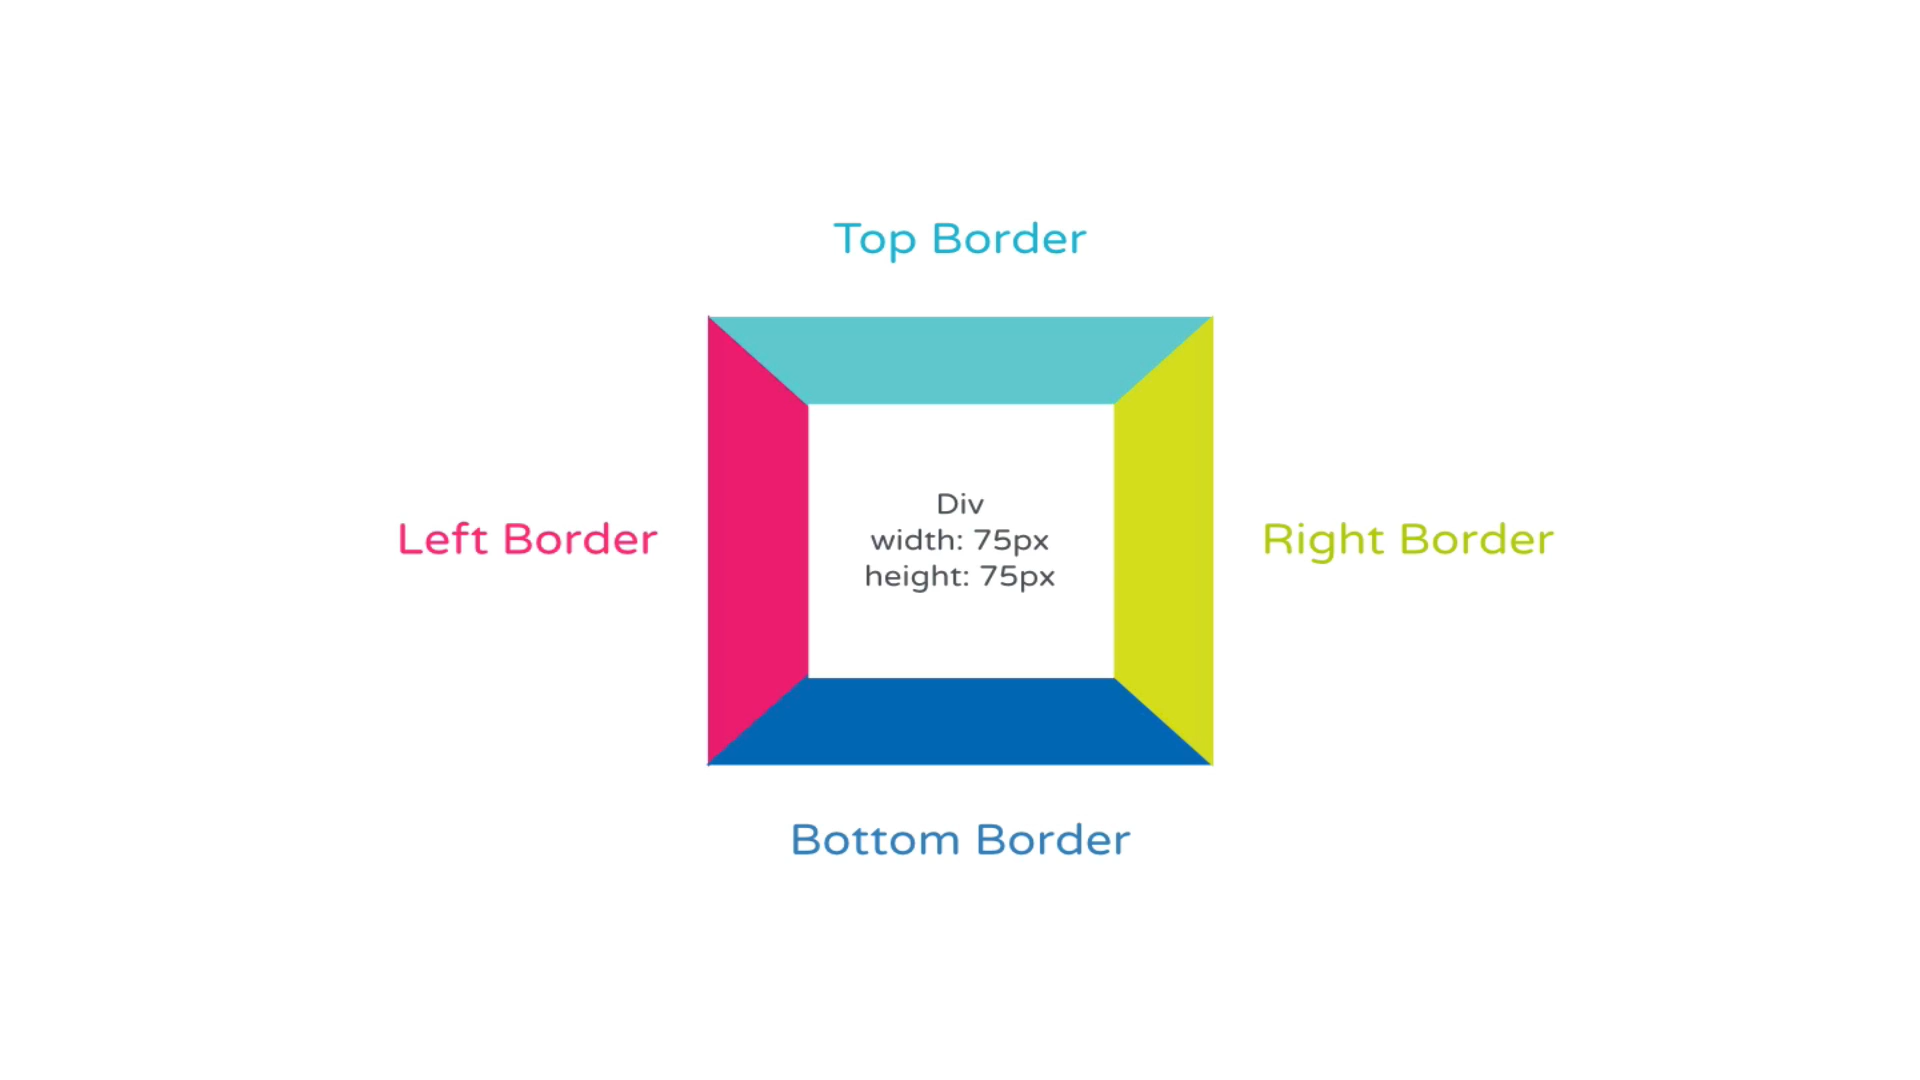 Top Border
Div
width: 75px
height: 75px
Left Border
Right Border
Bottom Border